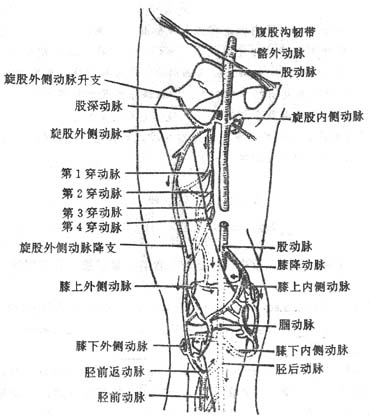 腹股沟韧带
髂外动脉
股动脉
旋股外侧动脉升支
股深动脉
旋股外侧动脉
旋股内侧动脉
第1穿动脉
第2穿动脉
第3穿动脉
第4穿动脉
旋股外侧动脉降支
股动脉
膝降动脉
膝上外侧动脉
膝上内侧动脉
腘动脉
膝下外侧动脉
膝下内侧动脉
胫前返动脉
胫后动脉
胫前动脉